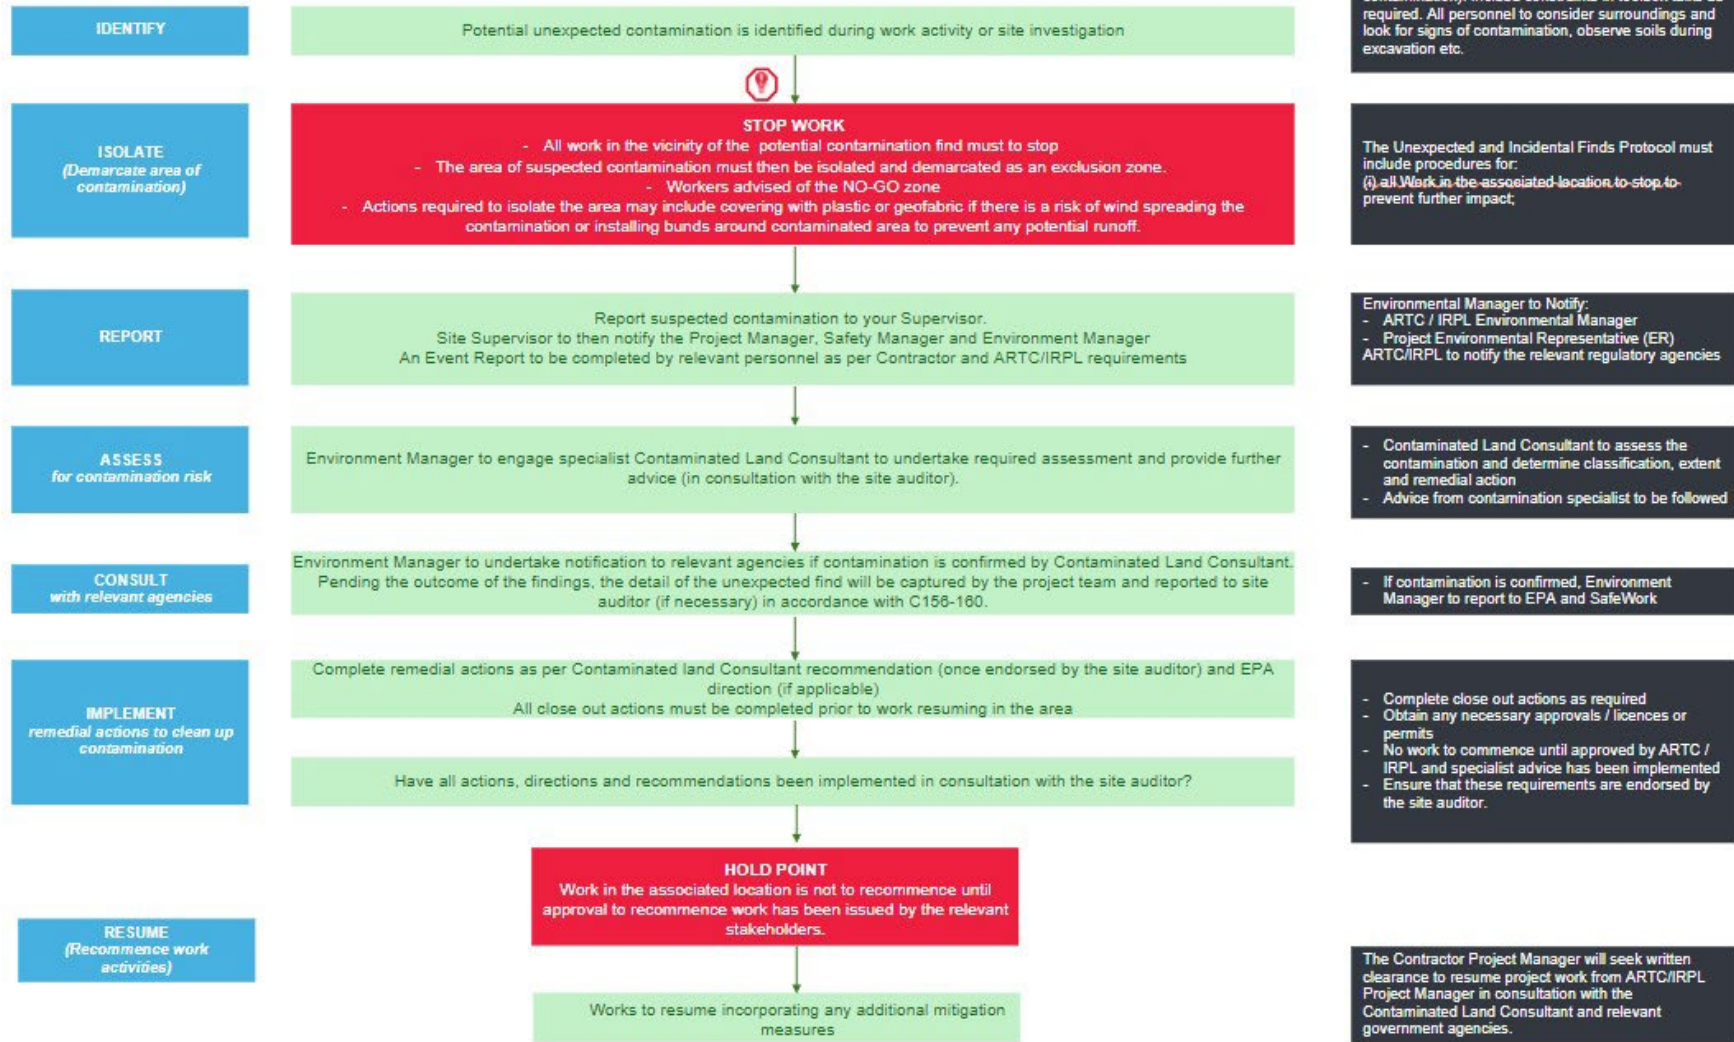 required. All personnel to consider surroundings and
look for signs of contamination, observe soils during
excavation etc.
IDENTIFY
Potential unexpected contamination is identified during work activity or site investigation
ISOLATE
(Demarcate area of
contamination)
STOP WORK
- All work in the vicinity of the potential contamination find must to stop
- The area of suspected contamination must then be isolated and demarcated as an exclusion zone.
- Workers advised of the NO-GO zone
- Actions required to isolate the area may include covering with plastic or geofabric if there is a risk of wind spreading the
contamination or installing bunds around contaminated area to prevent any potential runoff.
The Unexpected and Incidental Finds Protocol must
include procedures for:
(i) all Work in the associated location to stop to
prevent further impact;
REPORT
Report suspected contamination to your Supervisor.
Site Supervisor to then notify the Project Manager, Safety Manager and Environment Manager
An Event Report to be completed by relevant personnel as per Contractor and ARTC/IRPL requirements
Environmental Manager to Notify:
- ARTC / IRPL Environmental Manager
- Project Environmental Representative (ER)
ARTC/IRPL to notify the relevant regulatory agencies
ASSESS
for contamination risk
Environment Manager to engage specialist Contaminated Land Consultant to undertake required assessment and provide further
advice (in consultation with the site auditor).
- Contaminated Land Consultant to assess the
contamination and determine classification, extent
and remedial action
- Advice from contamination specialist to be followed
CONSULT
with relevant agencies
Environment Manager to undertake notification to relevant agencies if contamination is confirmed by Contaminated Land Consultant.
Pending the outcome of the findings, the detail of the unexpected find will be captured by the project team and reported to site
auditor (if necessary) in accordance with C156-160.
- If contamination is confirmed, Environment
Manager to report to EPA and SafeWork
IMPLEMENT
remedial actions to clean up
contamination
Complete remedial actions as per Contaminated land Consultant recommendation (once endorsed by the site auditor) and EPA
direction (if applicable)
All close out actions must be completed prior to work resuming in the area
Have all actions, directions and recommendations been implemented in consultation with the site auditor?
- Complete close out actions as required
- Obtain any necessary approvals / licences or
permits
- No work to commence until approved by ARTC /
IRPL and specialist advice has been implemented
- Ensure that these requirements are endorsed by
the site auditor.
HOLD POINT
Work in the associated location is not to recommence until
approval to recommence work has been issued by the relevant
stakeholders.
RESUME
(Recommence work
activities)
Works to resume incorporating any additional mitigation
measures
The Contractor Project Manager will seek written
clearance to resume project work from ARTC/IRPL
Project Manager in consultation with the
Contaminated Land Consultant and relevant
government agencies.